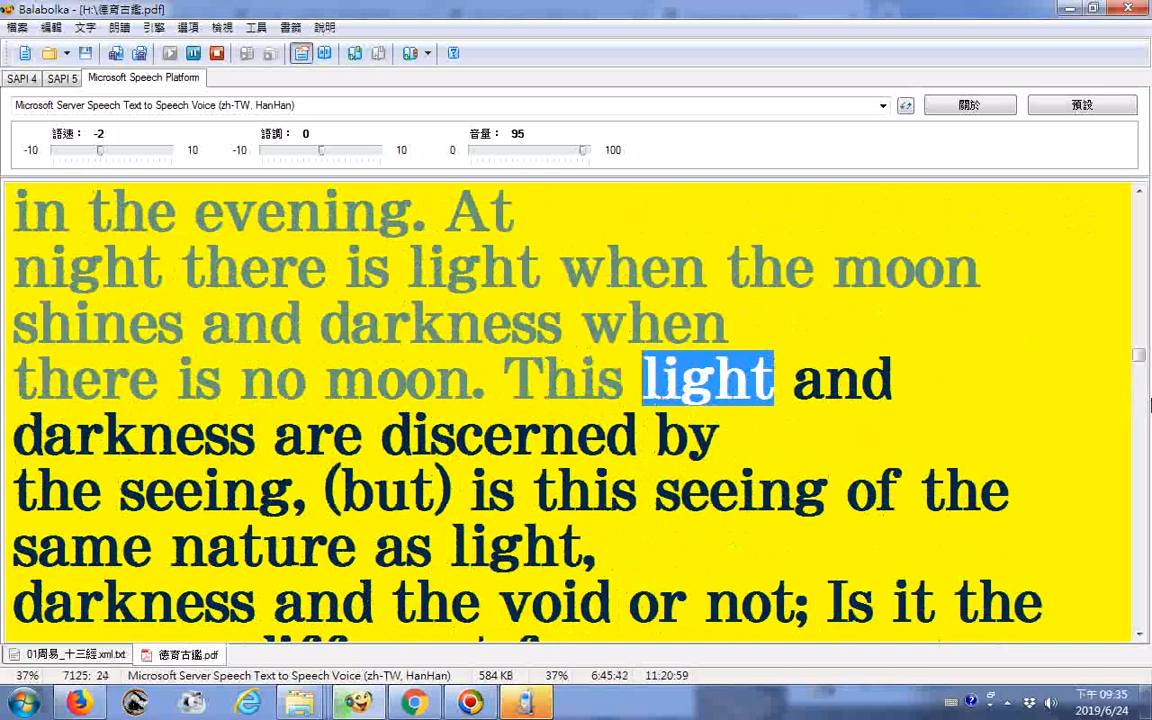 Balabolka - [H:\德育古鑑.pdf]
檔案 編輯 文字 朗讀 引擎 選項 檢視 工具 書籤 說明
SAPI 4 SAPI 5 Microsoft Speech Platform
Microsoft Server Speech Text to Speech Voice (zh-TW, HanHan) 關於 預設
語速： -2 語調： 0 音量： 95
-10 10 -10 10 0 100
in the evening. At
night there is light when the moon
shines and darkness when
there is no moon. This light and
darkness are discerned by
the seeing, (but) is this seeing of the
same nature as light,
darkness and the void or not; Is it the
01周易_十三經.xml.txt 德育古鑑.pdf
37% 7125: 24 Microsoft Server Speech Text to Speech Voice (zh-TW, HanHan) 584 KB 37% 6:45:42 11:20:59
下午 09:35
2019/6/24